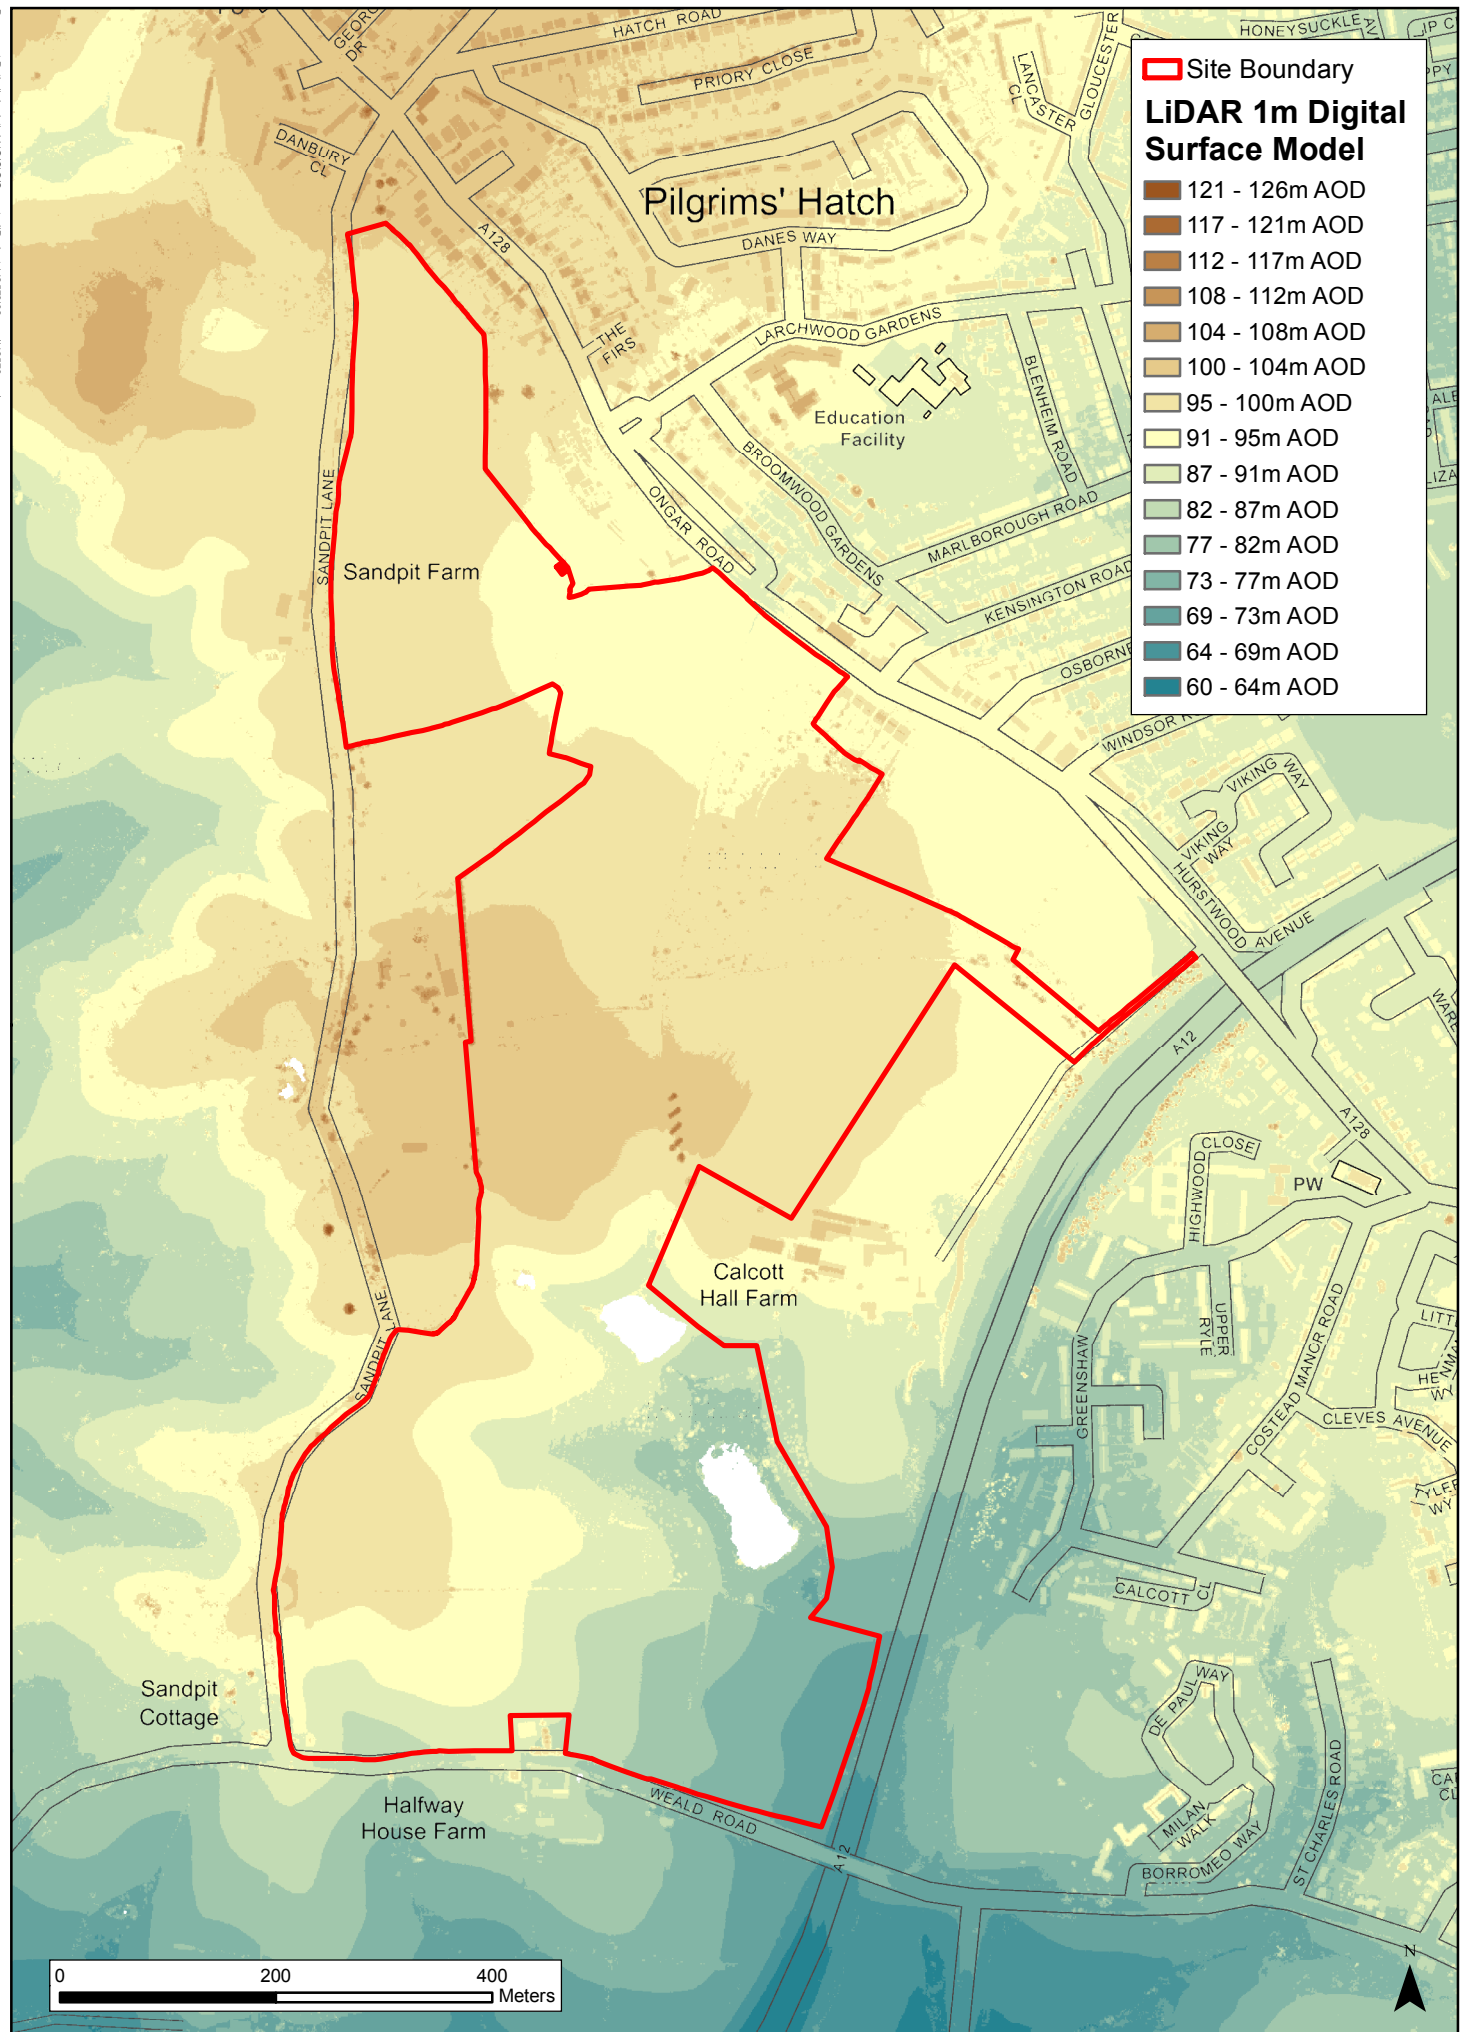 GEORGE
DR
HATCH ROAD
PRIORY CLOSE
LANCASTER
CL
GLOUCESTER
HONEYSUCKLE
DANBURY
CL
Pilgrims' Hatch
A128
DANES WAY
THE
FIRS
LARCHWOOD GARDENS
Education
Facility
BLENHEIM ROAD
BROOMWOOD GARDENS
MARLBOROUGH ROAD
ONGAR ROAD
KENSINGTON ROAD
OSBORNE
WINDSOR R
SANDPIT LANE
Sandpit Farm
VIKING WAY
VIKING
WAY
HURSTWOOD AVENUE
A12
A128
HIGHWOOD CLOSE
PW
UPPER
RYLE
GREENSHAW
COSTEAD MANOR ROAD
CLEVES AVENUE
CALCOTT CL
Calcott
Hall Farm
SANDPIT LANE
Sandpit
Cottage
Halfway
House Farm
WEALD ROAD
A12
DE PAUL WAY
MILAN
WALK
BORROMEO WAY
ST CHARLES ROAD
Site Boundary
LiDAR 1m Digital
Surface Model
121 - 126m AOD
117 - 121m AOD
112 - 117m AOD
108 - 112m AOD
104 - 108m AOD
100 - 104m AOD
95 - 100m AOD
91 - 95m AOD
87 - 91m AOD
82 - 87m AOD
77 - 82m AOD
73 - 77m AOD
69 - 73m AOD
64 - 69m AOD
60 - 64m AOD
0 200 400
Meters
N